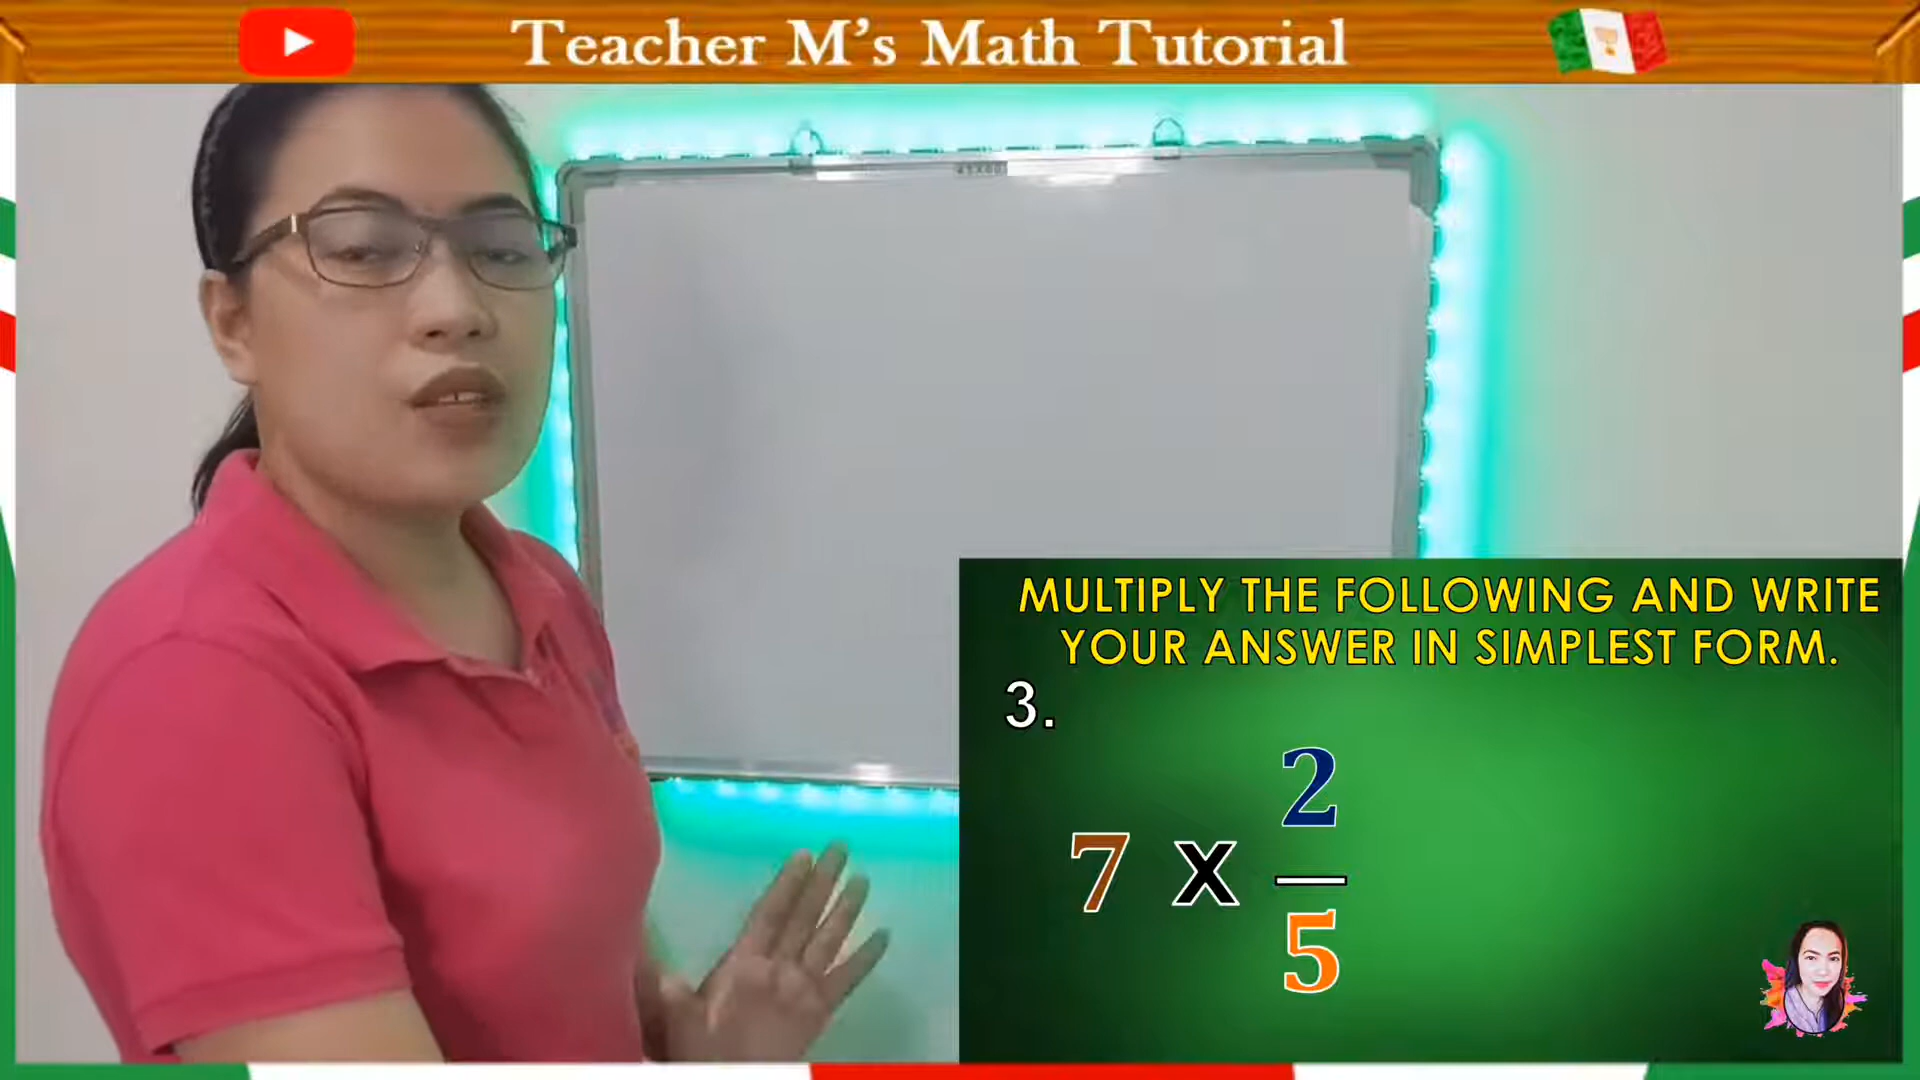 Teacher M's Math Tutorial
MULTIPLY THE FOLLOWING AND WRITE
YOUR ANSWER IN SIMPLEST FORM.
3.
7 x 2/5